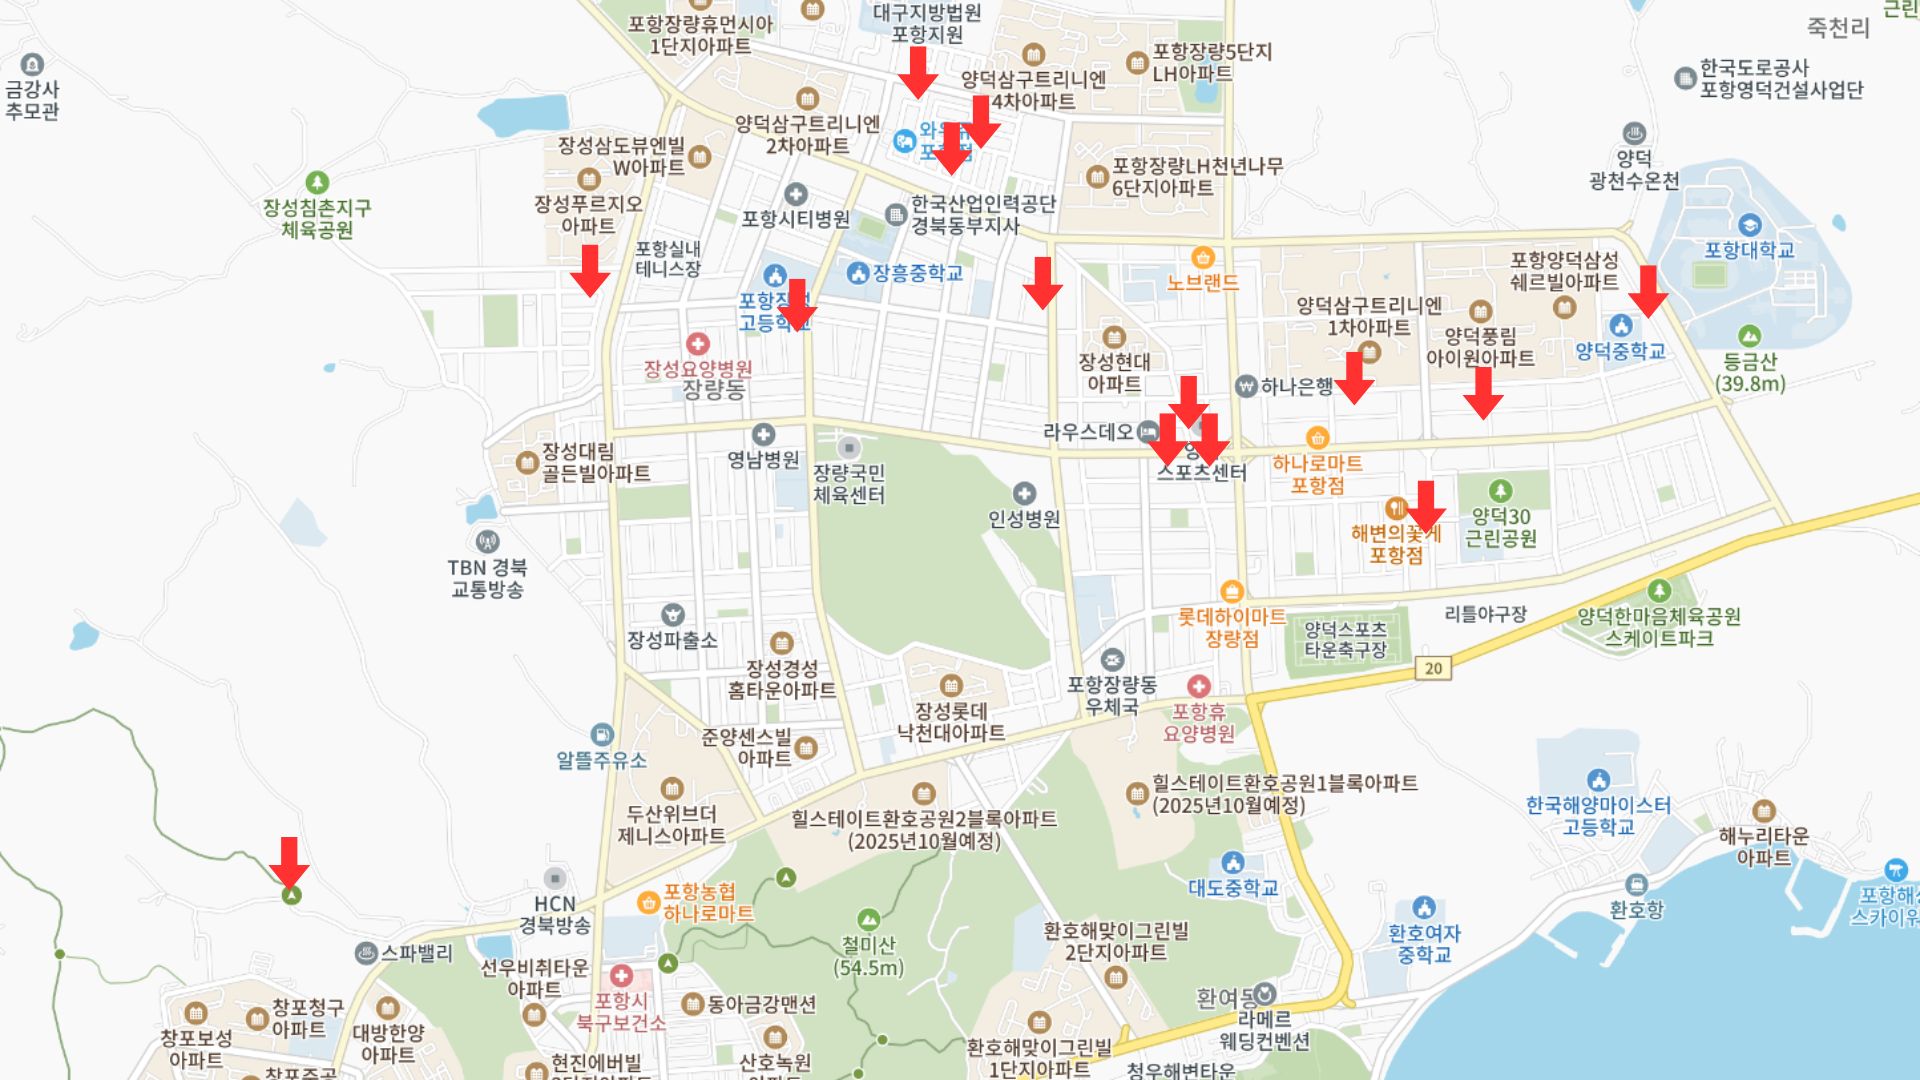 포항장량휴먼시아
1단지아파트
대구지방법원
포항지원
양덕삼구트리니엔
4차아파트
포항장량5단지
LH아파트
죽천리
한국도로공사
포항영덕건설사업단
금강사
추모관
양덕삼구트리니엔
2차아파트
장성삼도뷰엔빌
W아파트
포항장량LH천년나무
6단지아파트
양덕
광천수온천
장성침촌지구
체육공원
장성푸르지오
아파트
포항시티병원
한국산업인력공단
경북동부지사
포항실내
테니스장
장흥중학교
노브랜드
포항양덕삼성
쉐르빌아파트
포항대학교
고등학교
양덕삼구트리니엔
1차아파트
양덕풍림
아이원아파트
양덕중학교
등금산
(39.8m)
장성요양병원
장량동
장성현대
아파트
하나은행
라우스데오
스포츠센터
하나로마트
포항점
장성대림
골든빌아파트
영남병원
장량국민
체육센터
인성병원
해변의꽃게
포항점
양덕30
근린공원
TBN 경북
교통방송
장성파출소
롯데하이마트
장량점
양덕스포츠
타운축구장
리틀야구장
양덕한마음체육공원
스케이트파크
20
장성경성
홈타운아파트
포항장량동
우체국
장성롯데
낙천대아파트
포항휴
요양병원
준양센스빌
아파트
알뜰주유소
두산위브더
제니스아파트
힐스테이트환호공원2블록아파트
(2025년10월예정)
힐스테이트환호공원1블록아파트
(2025년10월예정)
한국해양마이스터
고등학교
해누리타운
아파트
HCN
경북방송
포항농협
하나로마트
대도중학교
환호항
스파밸리
철미산
(54.5m)
환호해맞이그린빌
2단지아파트
환호여자
중학교
선우비취타운
아파트
포항시
북구보건소
동아금강맨션
환여동
라메르
웨딩컨벤션
창포보성
아파트
창포청구
아파트
대방한양
아파트
현진에버빌
산호녹원
환호해맞이그린빌
1단지아파트
청우해변타운